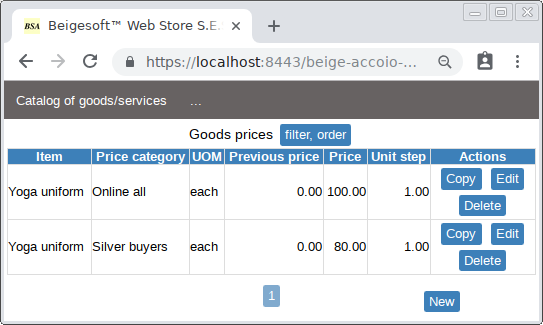 BSA Beigesoft™ Web Store S.E.
https://localhost:8443/beige-accoio-...
Catalog of goods/services ...
Goods prices filter, order
Item Price category UOM Previous price Price Unit step Actions
Yoga uniform Online all each 0.00 100.00 1.00 Copy Edit
Delete
Yoga uniform Silver buyers each 0.00 80.00 1.00 Copy Edit
Delete
1
New